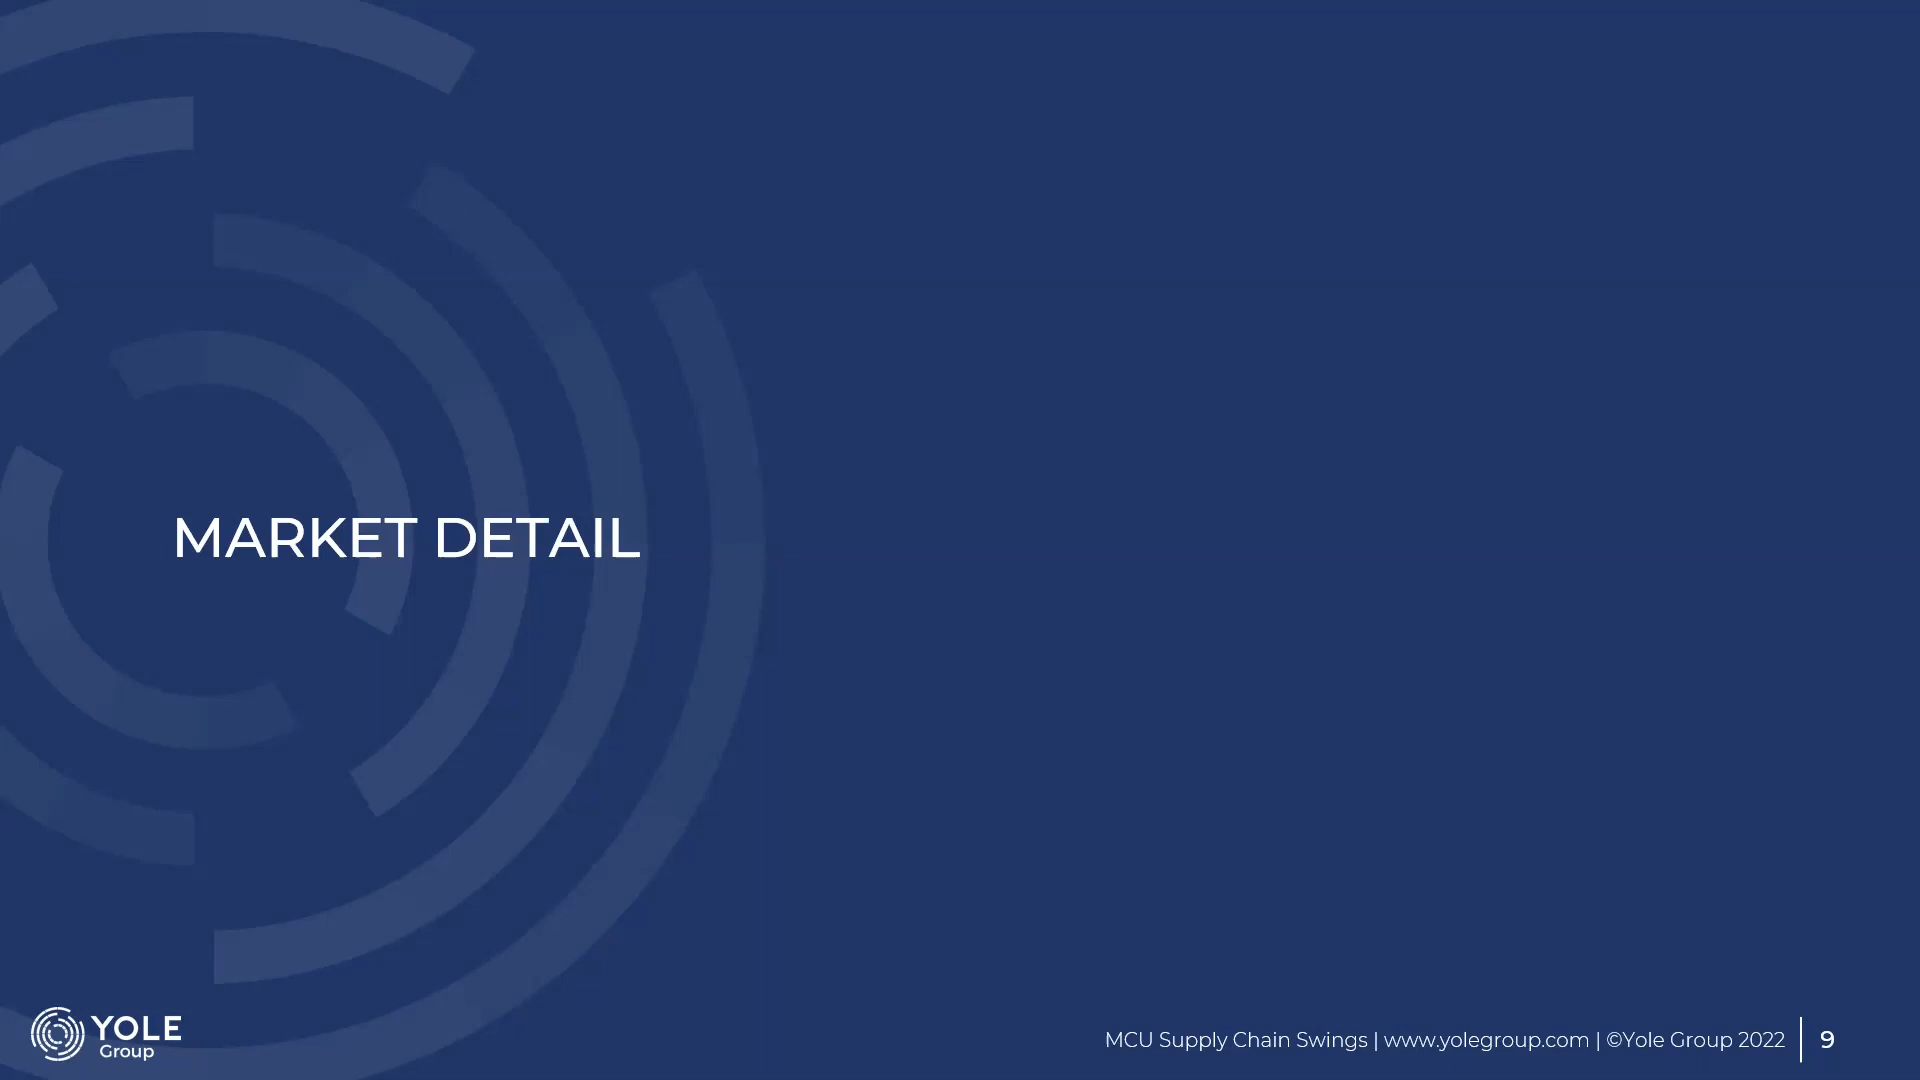 MARKET DETAIL
YOLE
Group
MCU Supply Chain Swings | www.yolegroup.com | ©Yole Group 2022
9